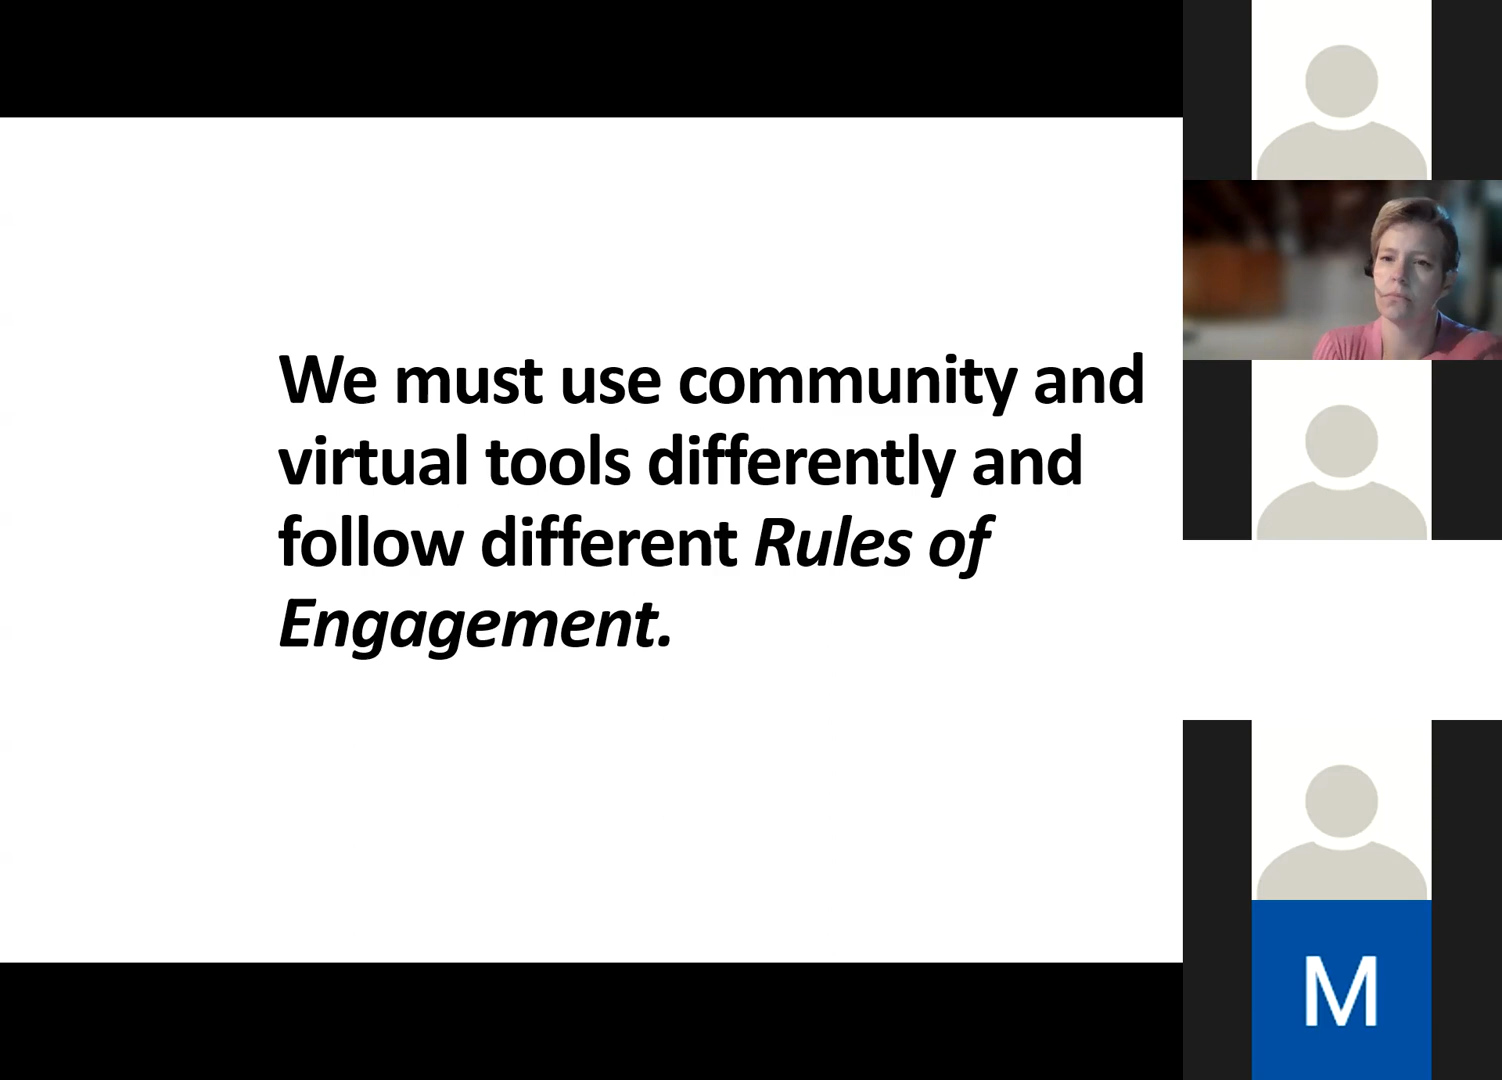 We must use community and
virtual tools differently and
follow different Rules of
Engagement.
M